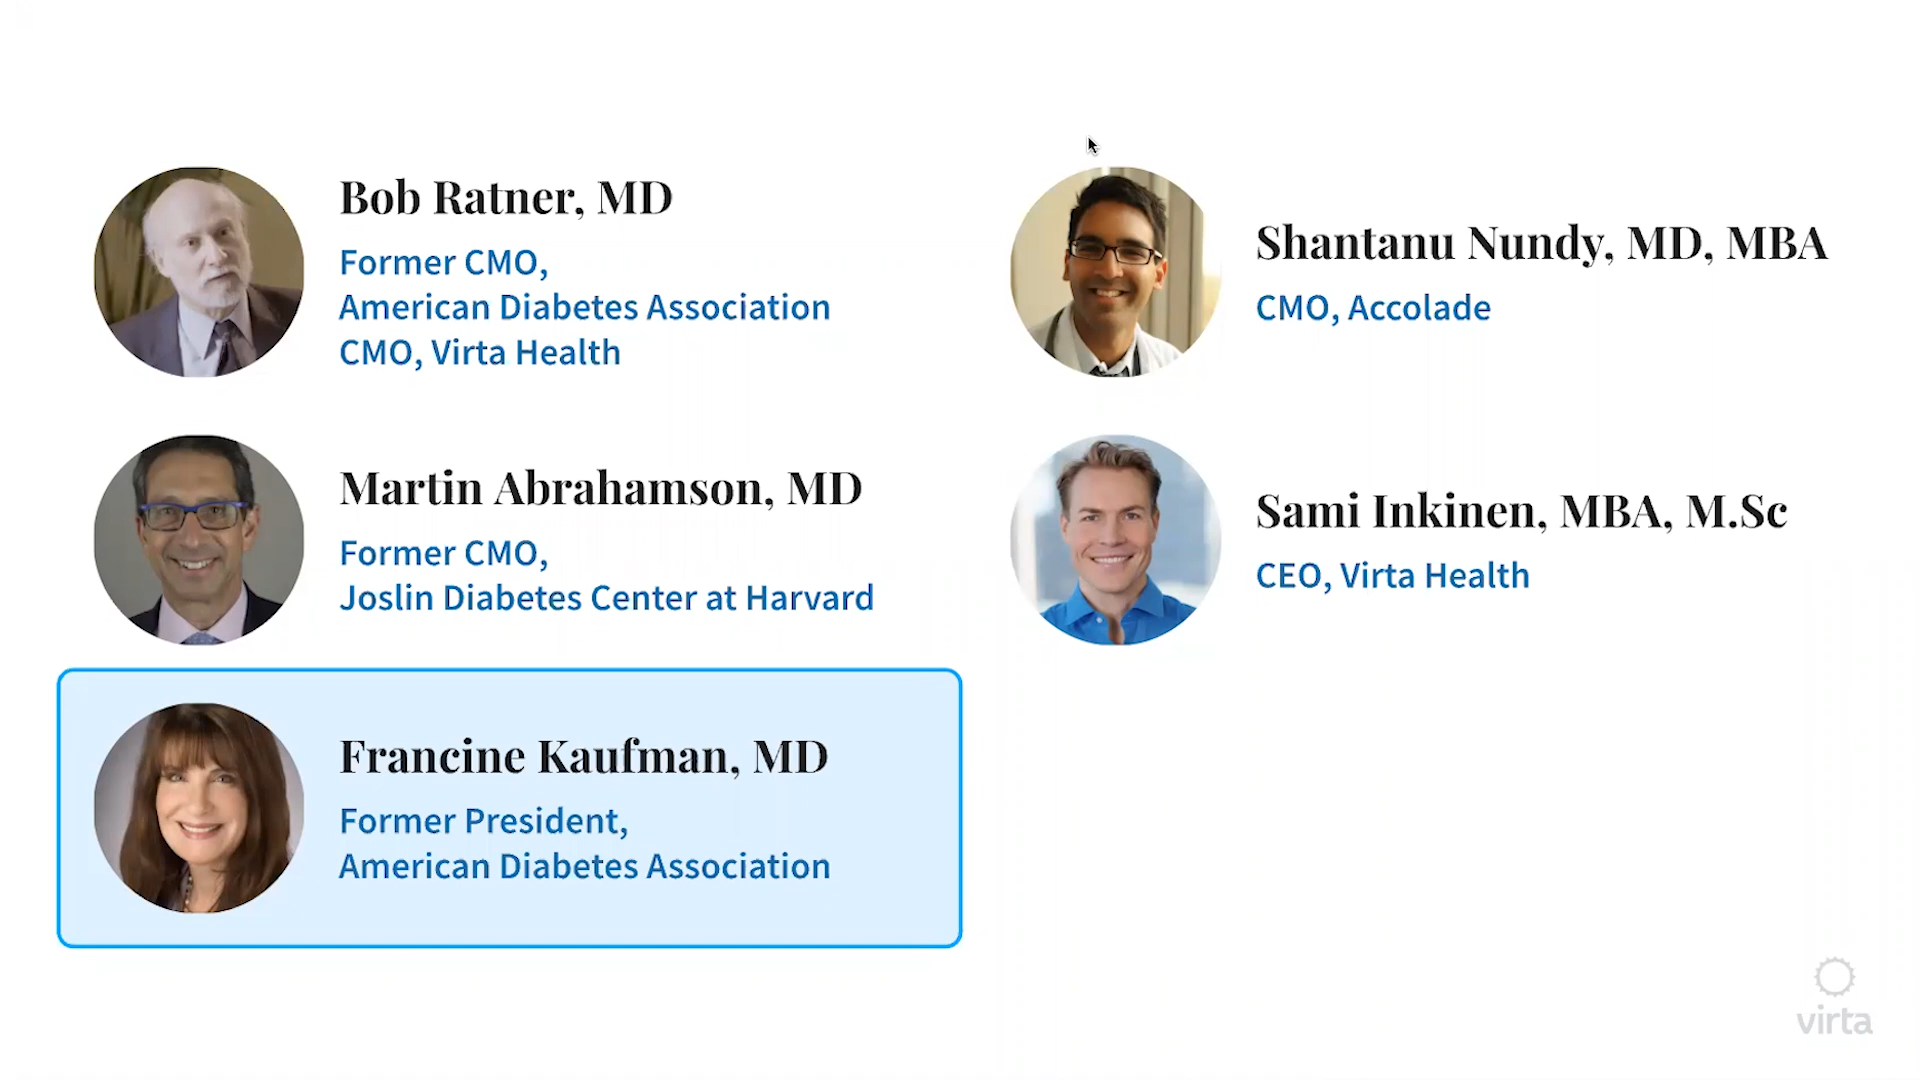 Bob Ratner, MD
Former CMO,
American Diabetes Association
CMO, Virta Health
Martin Abrahamson, MD
Former CMO,
Joslin Diabetes Center at Harvard
Francine Kaufman, MD
Former President,
American Diabetes Association
Shantanu Nundy, MD, MBA
CMO, Accolade
Sami Inkinen, MBA, M.Sc
CEO, Virta Health
virta